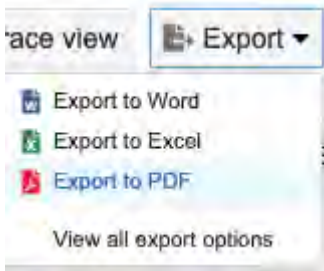 race view Export
Export to Word
Export to Excel
Export to PDF
View all export options